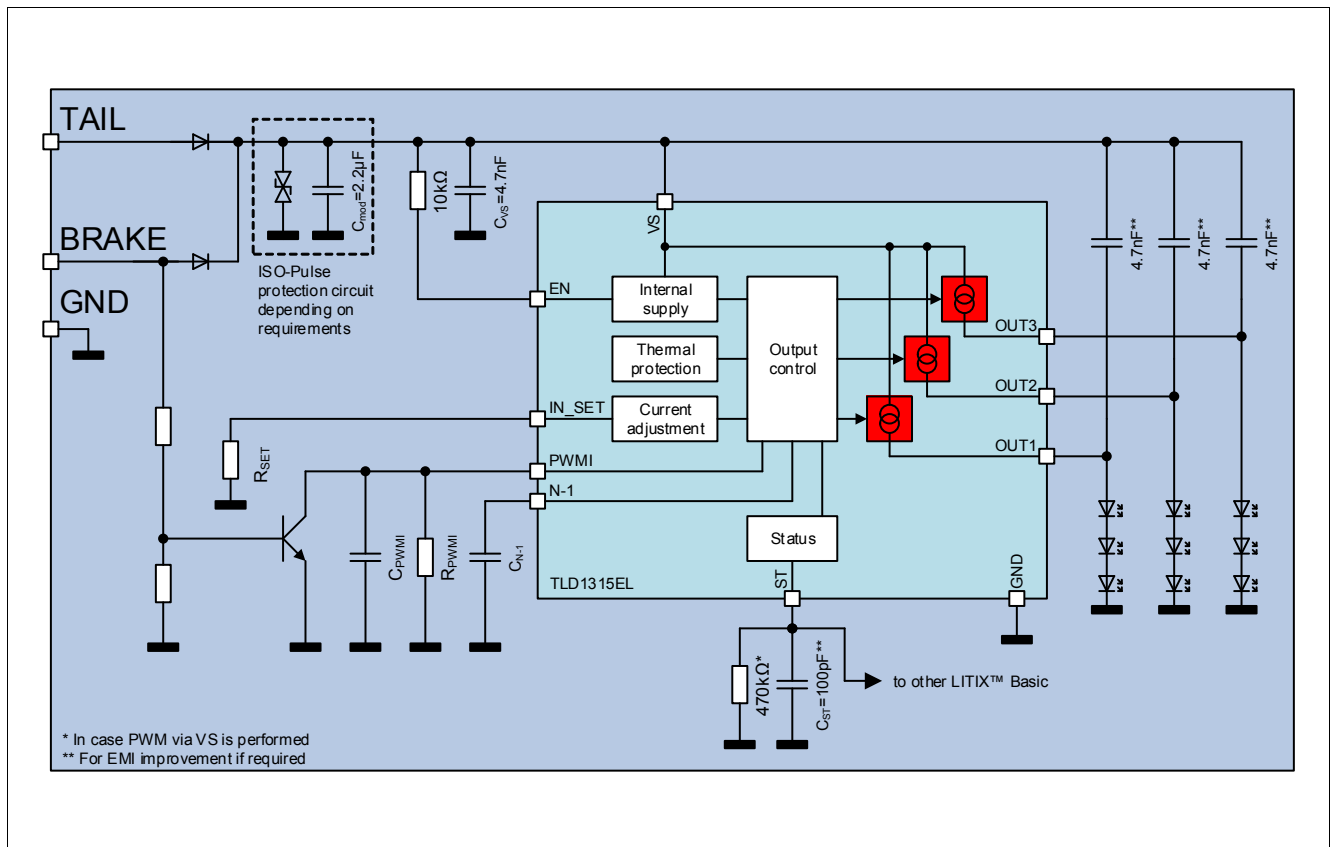 TAIL
BRAKE
GND
ISO-Pulse
protection circuit
depending on
requirements
Cmod=2.2µF
10kΩ
CVS=4.7nF
4.7nF**
4.7nF**
4.7nF**
VS
EN
Internal
supply
Thermal
protection
Output
control
IN_SET
Current
adjustment
OUT3
OUT2
OUT1
RSET
PWMI
N-1
CPWMI
RPWMI
CN-1
Status
TLD1315EL
ST
GND
470kΩ*
CST=100pF**
to other LITIX™ Basic
* In case PWM via VS is performed
** For EMI improvement if required